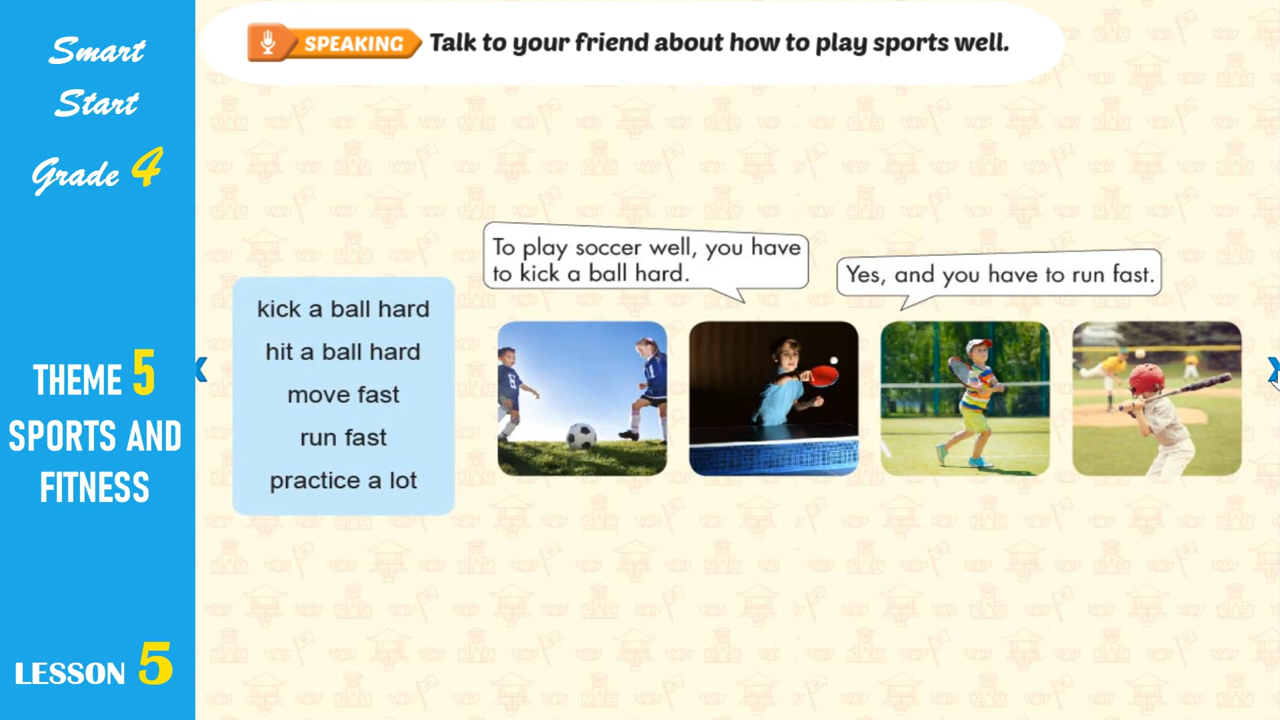 Smart
Start
Grade 4
THEME 5
SPORTS AND
FITNESS
LESSON 5
SPEAKING Talk to your friend about how to play sports well.
kick a ball hard
hit a ball hard
move fast
run fast
practice a lot
To play soccer well, you have
to kick a ball hard.
Yes, and you have to run fast.